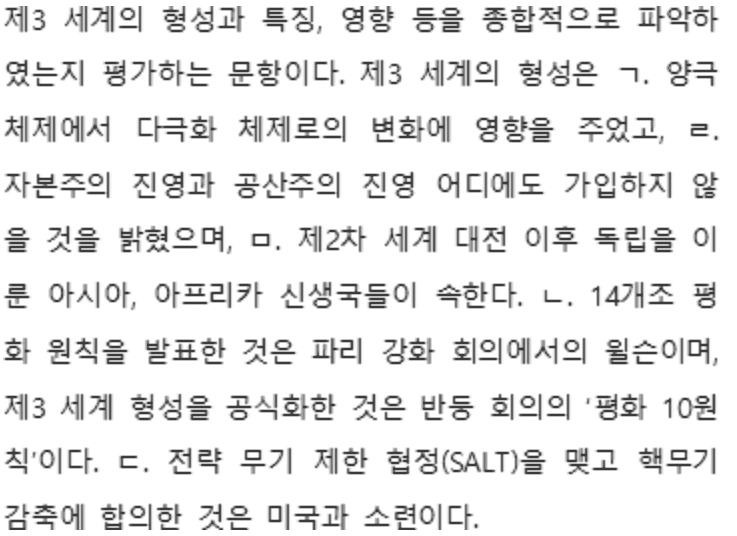 제3 세계의 형성과 특징, 영향 등을 종합적으로 파악하
였는지 평가하는 문항이다. 제3 세계의 형성은 ㄱ. 양극
체제에서 다극화 체제로의 변화에 영향을 주었고, ㄹ.
자본주의 진영과 공산주의 진영 어디에도 가입하지 않
을 것을 밝혔으며, ㅁ. 제2차 세계 대전 이후 독립을 이
룬 아시아, 아프리카 신생국들이 속한다. ㄴ. 14개조 평
화 원칙을 발표한 것은 파리 강화 회의에서의 윌슨이며,
제3 세계 형성을 공식화한 것은 반둥 회의의 '평화 10원
칙'이다. ㄷ. 전략 무기 제한 협정(SALT)을 맺고 핵무기
감축에 합의한 것은 미국과 소련이다.